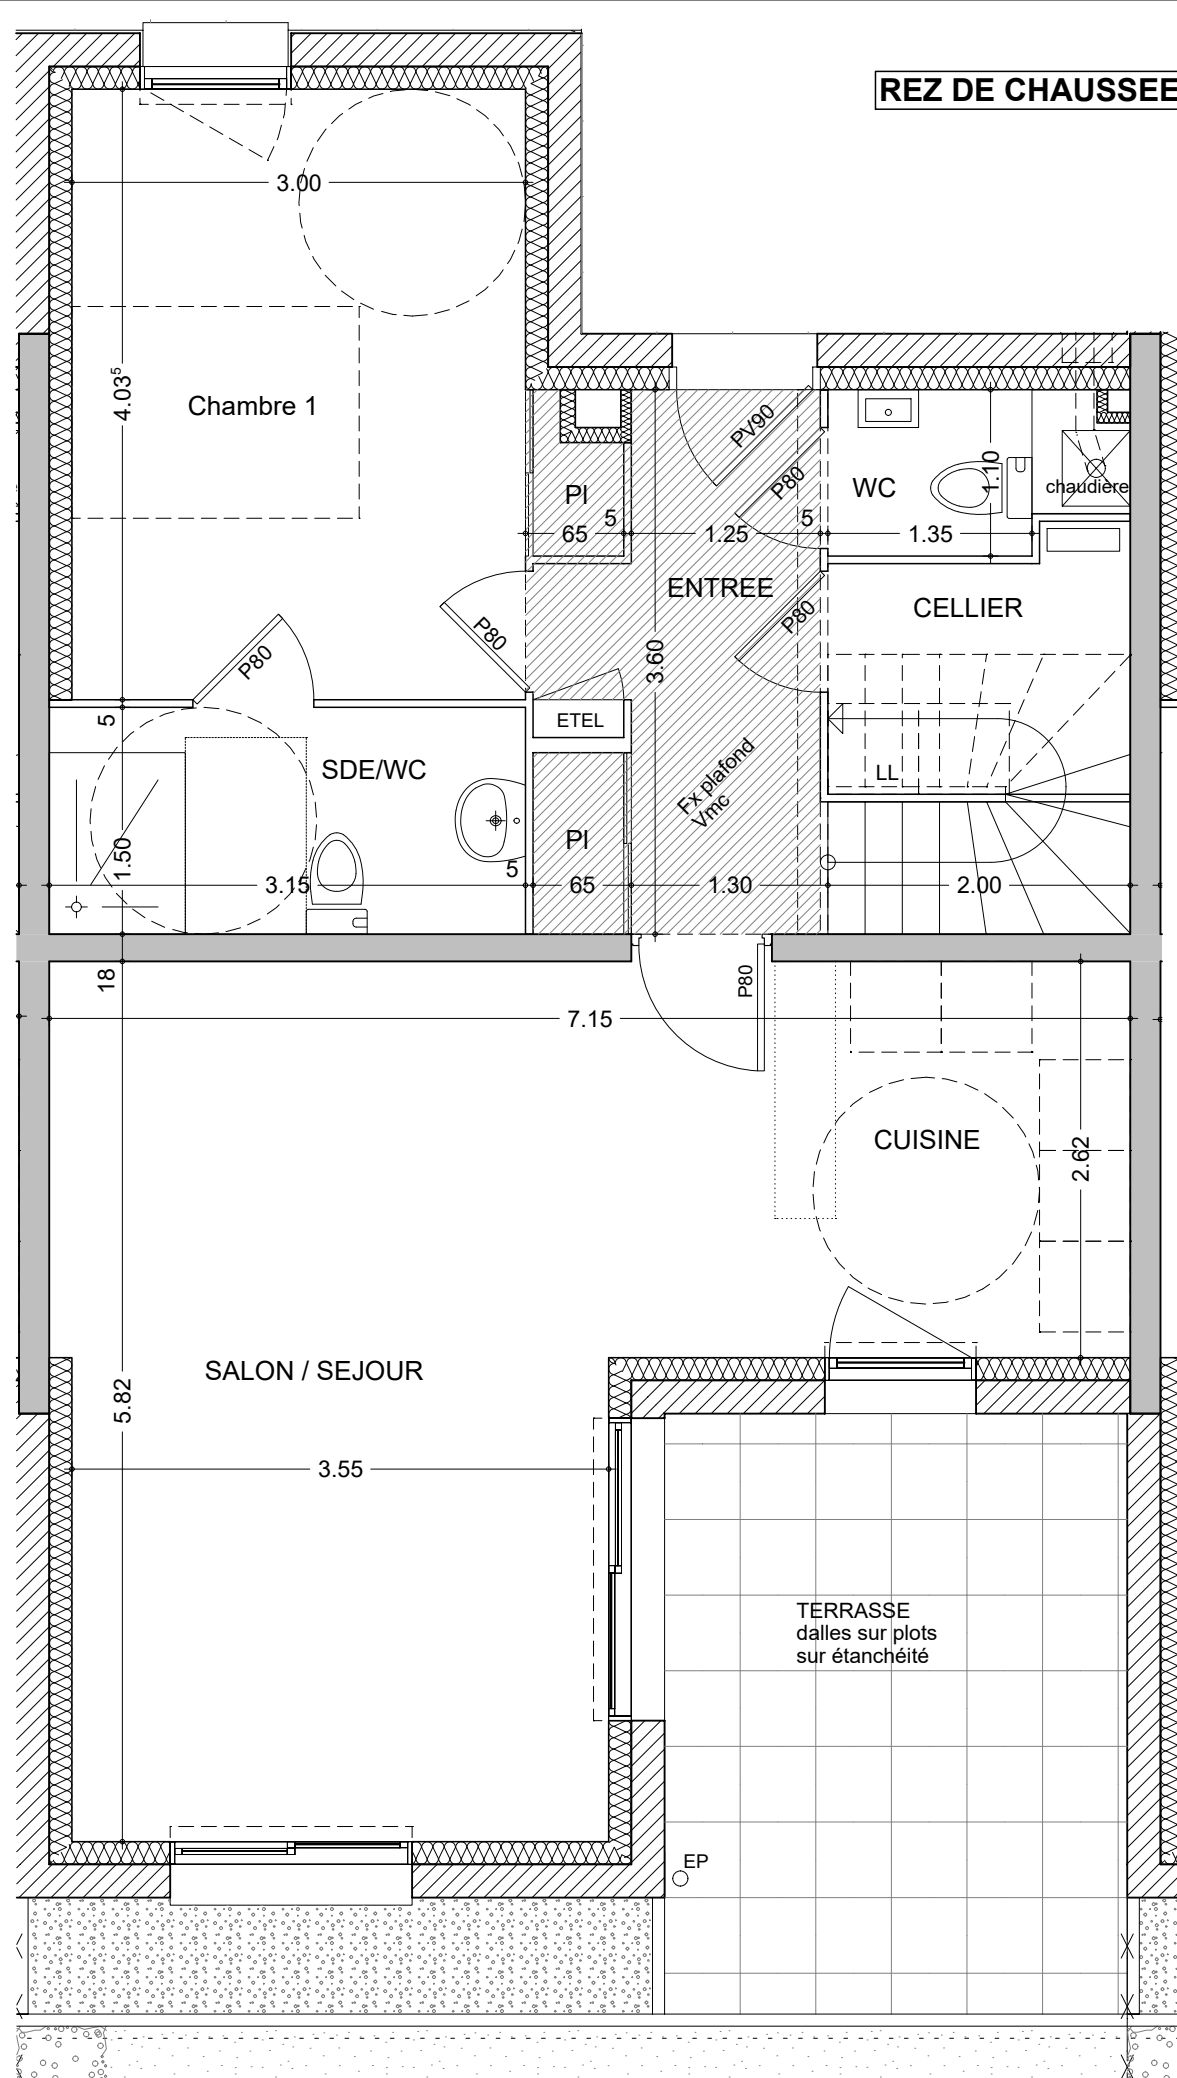 REZ DE CHAUSSEE
3.00
4.03⁵
Chambre 1
PV90
P80
WC
1.10
chaudière
PI
5
5
65
1.25
1.35
ENTREE
CELLIER
P80
P80
P80
3.60
5
ETEL
SDE/WC
Fx plafond
Vmc
LL
PI
1.50
5
3.15
65
1.30
2.00
18
P80
7.15
CUISINE
2.62
SALON / SEJOUR
5.82
3.55
TERRASSE
dalles sur plots
sur étanchéité
EP